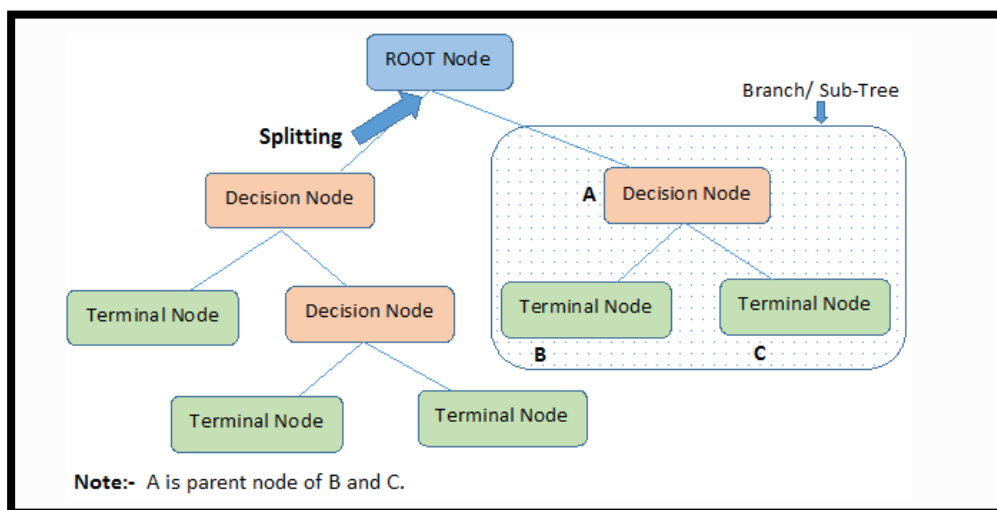 ROOT Node
Branch/ Sub-Tree
Splitting
Decision Node
A
Decision Node
Terminal Node
Decision Node
Terminal Node
Terminal Node
B
C
Terminal Node
Terminal Node
Note:- A is parent node of B and C.